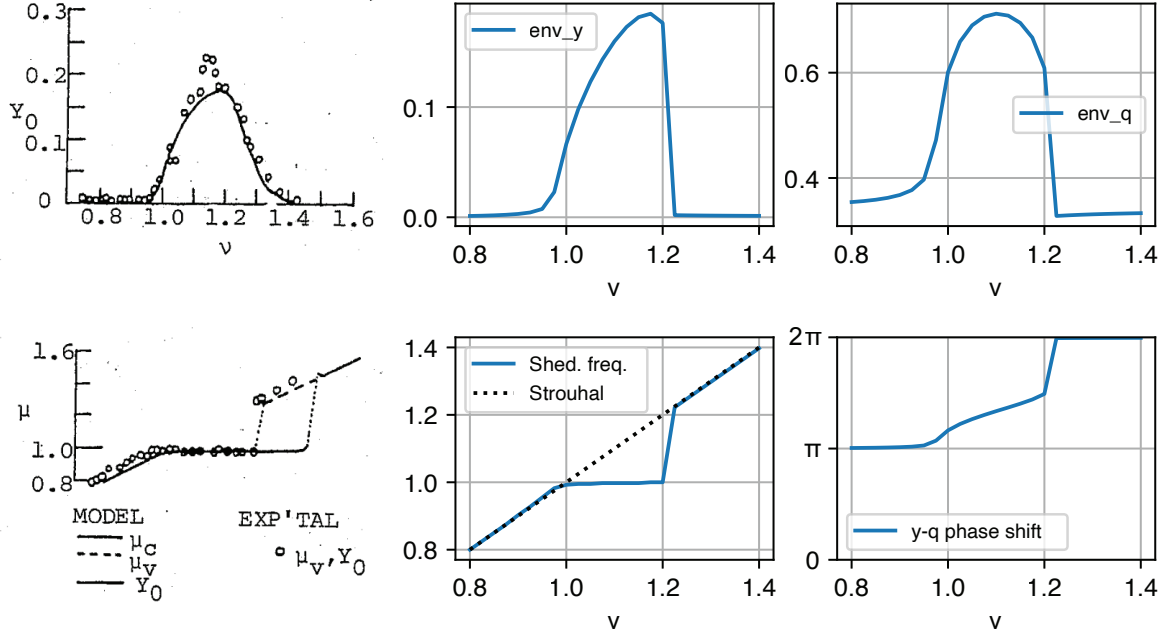 0.3
0.2
Y0
0.1
0
0.8 1.0 1.2 1.4 1.6
ν
env_y
0.1
0.0
0.8 1.0 1.2 1.4
v
env_q
0.6
0.4
0.8 1.0 1.2 1.4
v
1.6
μ
1.0
0.8
MODEL EXP'TAL
μC
μV
Y0
μV,Y0
Shed. freq.
Strouhal
1.4
1.2
1.0
0.8
0.8 1.0 1.2 1.4
v
2π
π
0
y-q phase shift
0.8 1.0 1.2 1.4
v